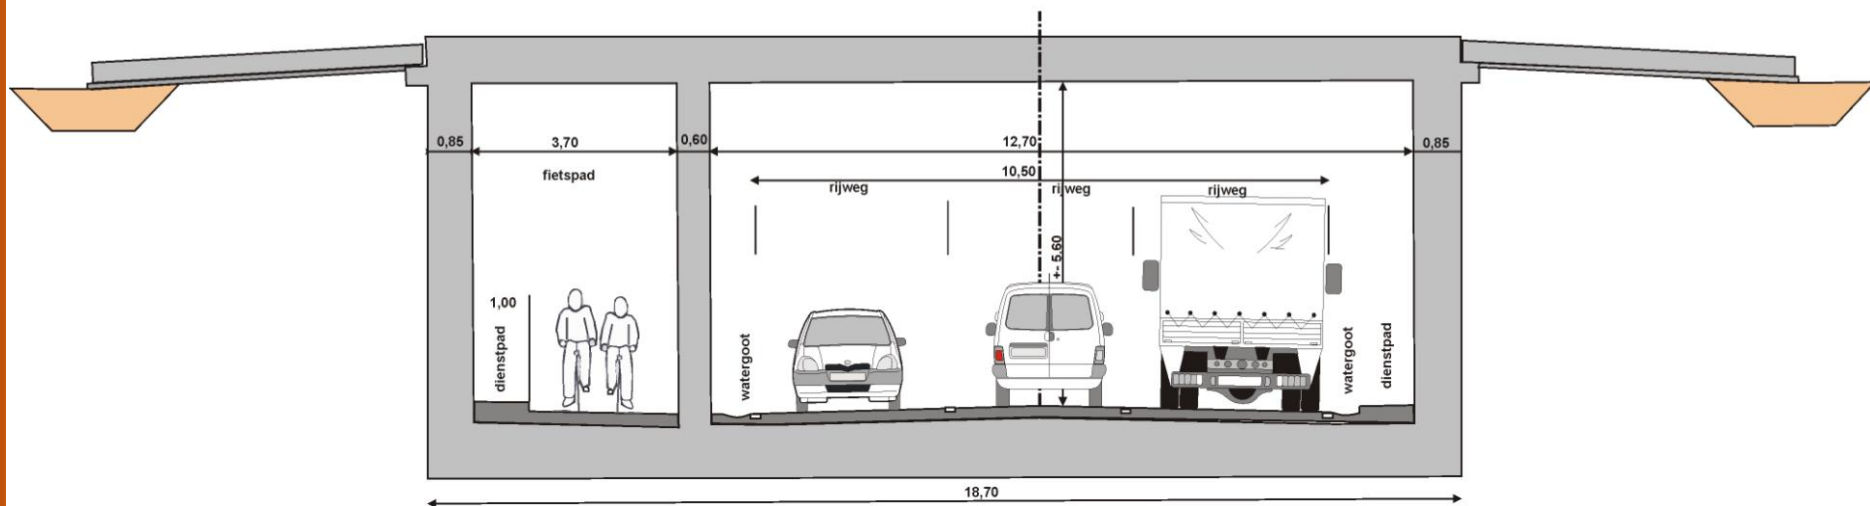 0,85
3,70
0,60
12,70
0,85
fietspad
10,50
rijweg
rijweg
rijweg
+- 5,60
1,00
dienstpad
watergoot
watergoot
dienstpad
18,70